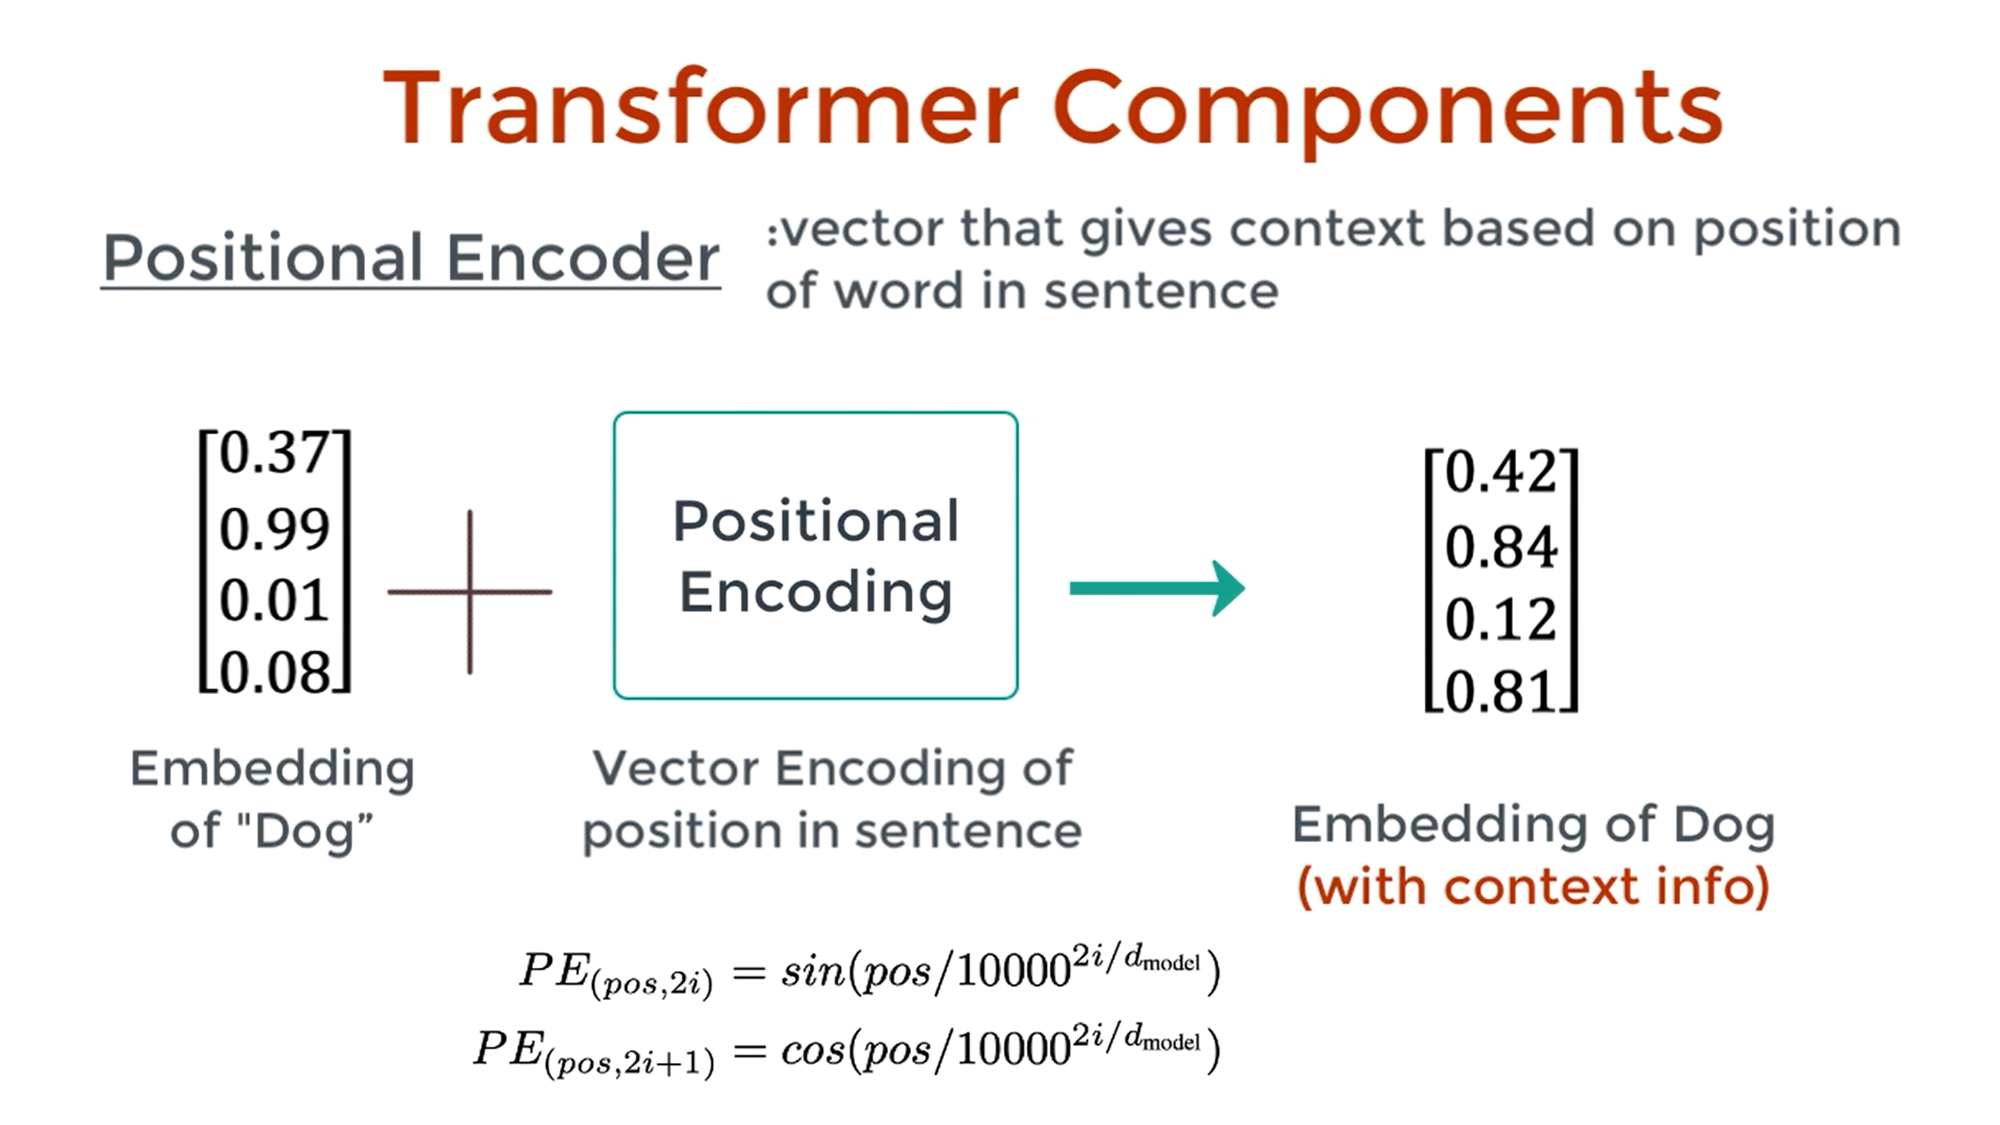 Transformer Components
Positional Encoder
:vector that gives context based on position
of word in sentence
[0.37]
0.99
0.01
[0.08]
Positional
Encoding
[0.42]
0.84
0.12
[0.81]
Embedding
of "Dog”
Vector Encoding of
position in sentence
Embedding of Dog
(with context info)
PE(pos,2i) = sin(pos/10000^2i/dmodel)
PE(pos,2i+1) = cos(pos/10000^2i/dmodel)